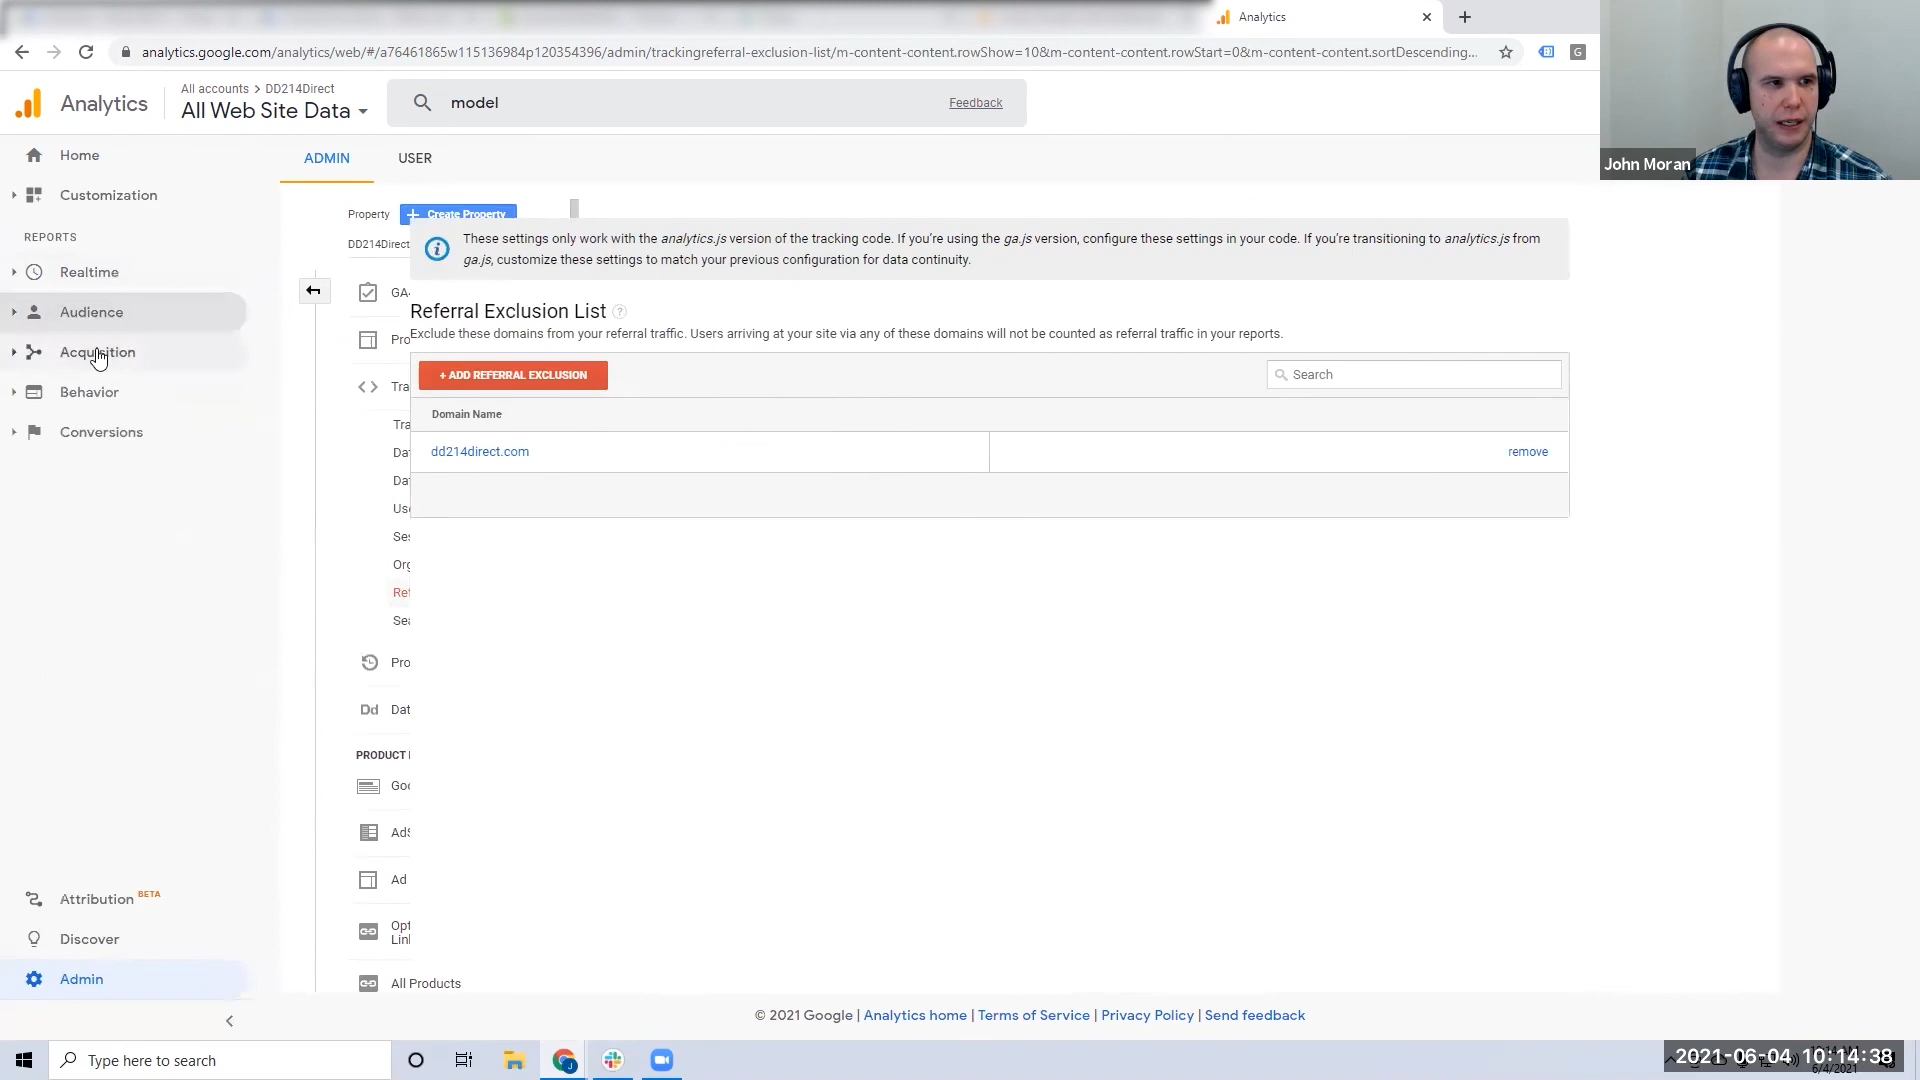 Analytics
analytics.google.com/analytics/web/#/a76461865w115136984p120354396/admin/trackingreferral-exclusion-list/m-content-content.rowShow=10&m-content-content.rowStart=0&m-content-content.sortDescending...
G
Analytics
All accounts > DD214Direct
All Web Site Data
model
Feedback
John Moran
Home
Customization
REPORTS
Realtime
Audience
Acquisition
Behavior
Conversions
Attribution BETA
Discover
Admin
ADMIN
USER
Property
+ Create Property
DD214Direct
These settings only work with the analytics.js version of the tracking code. If you're using the ga.js version, configure these settings in your code. If you're transitioning to analytics.js from
ga.js, customize these settings to match your previous configuration for data continuity.
GA
Pro
Tra
Tra
Dat
Dat
Use
Ses
Org
Ref
Sea
Pro
Dd Dat
PRODUCT
Goo
AdS
Ad
Opt
Lin
All Products
Referral Exclusion List ?
Exclude these domains from your referral traffic. Users arriving at your site via any of these domains will not be counted as referral traffic in your reports.
+ ADD REFERRAL EXCLUSION
Search
Domain Name
dd214direct.com
remove
© 2021 Google | Analytics home | Terms of Service | Privacy Policy | Send feedback
Type here to search
2021-06-04 10:14:38
6/4/2021